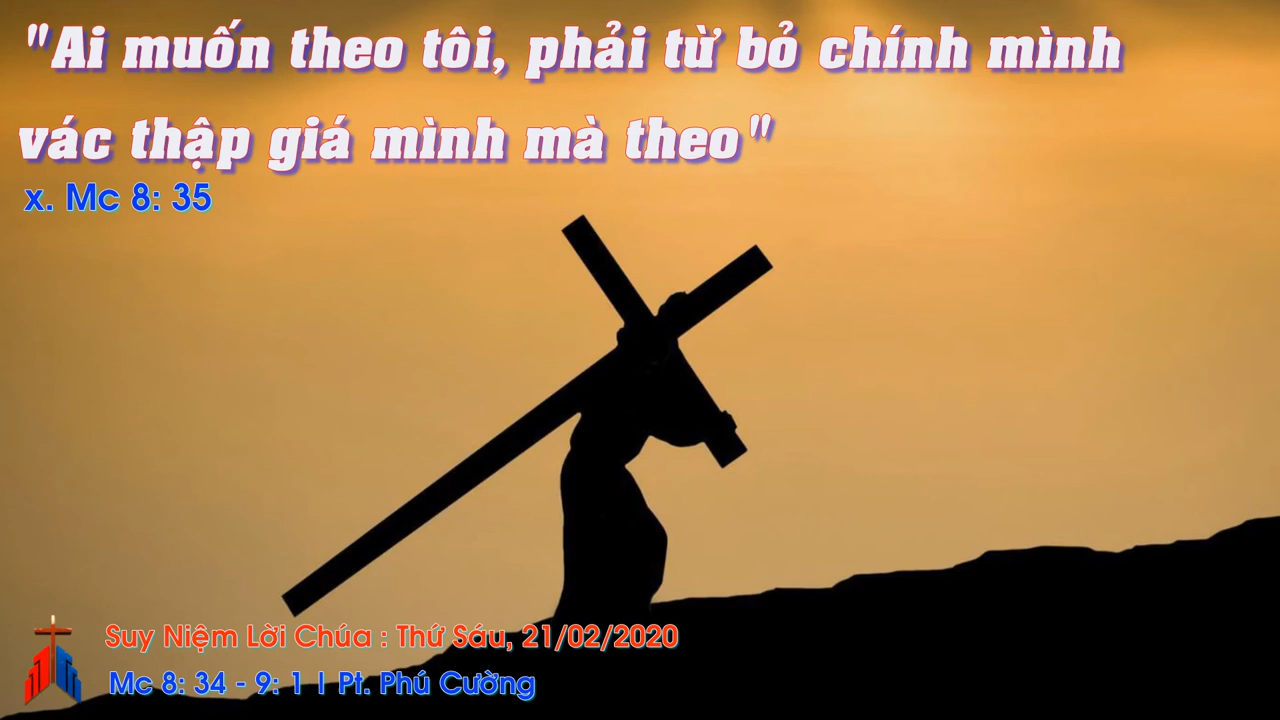 "Ai muốn theo tôi, phải từ bỏ chính mình
vác thập giá mình mà theo"
x. Mc 8: 35
Suy Niệm Lời Chúa : Thứ Sáu, 21/02/2020
Mc 8: 34 - 9: 1 I Pt. Phú Cường